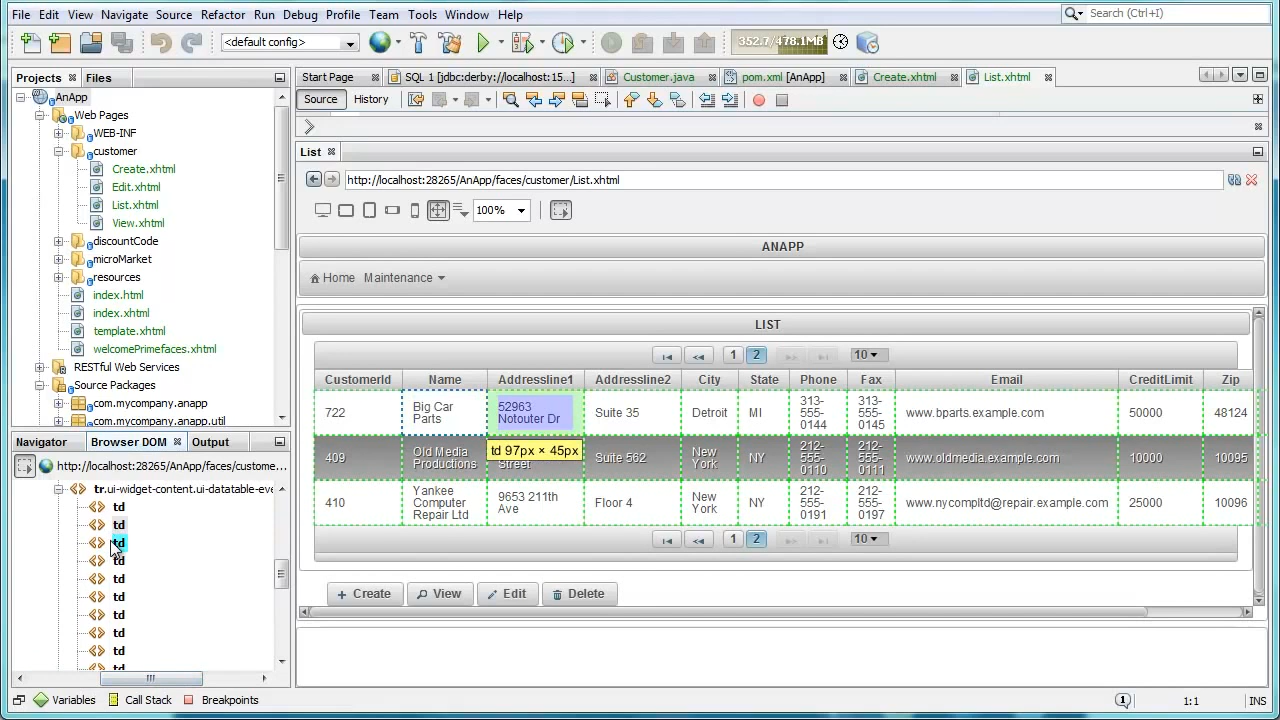 File Edit View Navigate Source Refactor Run Debug Profile Team Tools Window Help
Search (Ctrl+I)
<default config>
352.7/478.1MB
Projects Files
Start Page SQL 1 [jdbc:derby://localhost:15...] Customer.java pom.xml [AnApp] Create.xhtml List.xhtml
AnApp
Web Pages
WEB-INF
customer
Create.xhtml
Edit.xhtml
List.xhtml
View.xhtml
discountCode
microMarket
resources
index.html
index.xhtml
template.xhtml
welcomePrimefaces.xhtml
RESTful Web Services
Source Packages
com.mycompany.anapp
com.mycompany.anapp.util
Source History
List
http://localhost:28265/AnApp/faces/customer/List.xhtml
100%
ANAPP
Home Maintenance
LIST
1 2 10
CustomerId Name Addressline1 Addressline2 City State Phone Fax Email CreditLimit Zip
722 Big Car Parts 52963 Notouter Dr Suite 35 Detroit MI 313-555-0144 313-555-0145 www.bparts.example.com 50000 48124
td 97px × 45px
409 Old Media Productions Street Suite 562 New York NY 212-555-0110 212-555-0111 www.oldmedia.example.com 10000 10095
410 Yankee Computer Repair Ltd 9653 211th Ave Floor 4 New York NY 212-555-0191 212-555-0197 www.nycompltd@repair.example.com 25000 10096
1 2 10
Create View Edit Delete
Navigator Browser DOM Output
http://localhost:28265/AnApp/faces/custome...
tr.ui-widget-content.ui-datatable-eve
td
td
td
td
td
td
td
td
td
td
Variables Call Stack Breakpoints
1 1:1 INS